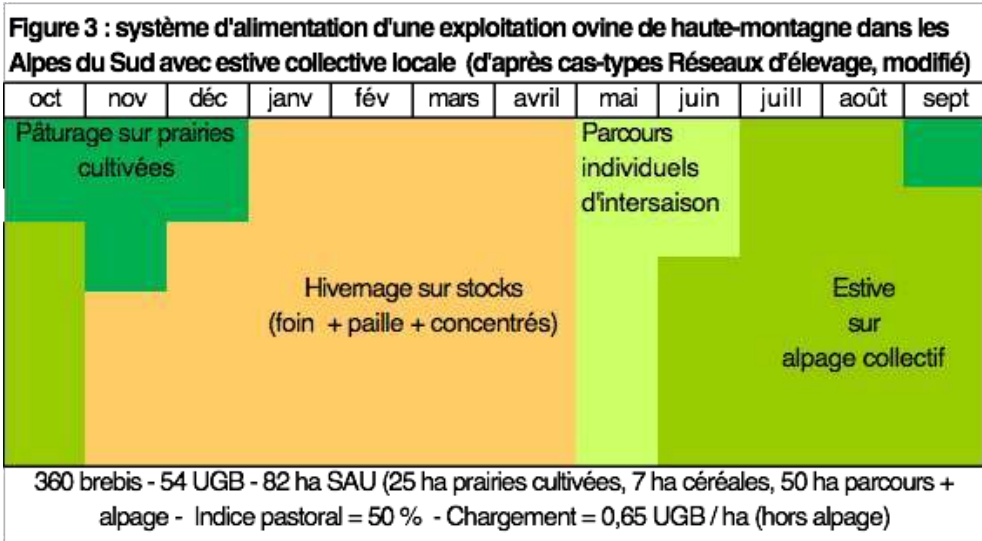 Figure 3 : système d'alimentation d'une exploitation ovine de haute-montagne dans les
Alpes du Sud avec estive collective locale (d'après cas-types Réseaux d'élevage, modifié)
oct nov déc janv fév mars avril mai juin juill août sept
Pâturage sur prairies
cultivées
Parcours
individuels
d'intersaison
Hivernage sur stocks
(foin + paille + concentrés)
Estive
sur
alpage collectif
360 brebis - 54 UGB - 82 ha SAU (25 ha prairies cultivées, 7 ha céréales, 50 ha parcours +
alpage - Indice pastoral = 50 % - Chargement = 0,65 UGB / ha (hors alpage)